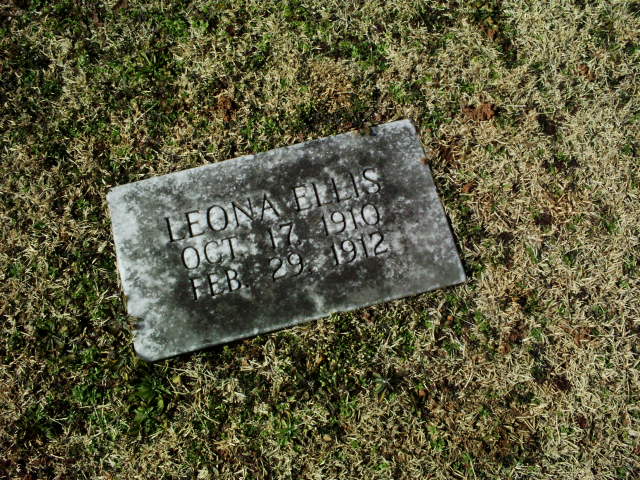 LEONA ELLIS
OCT. 17, 1910
FEB. 29, 1912